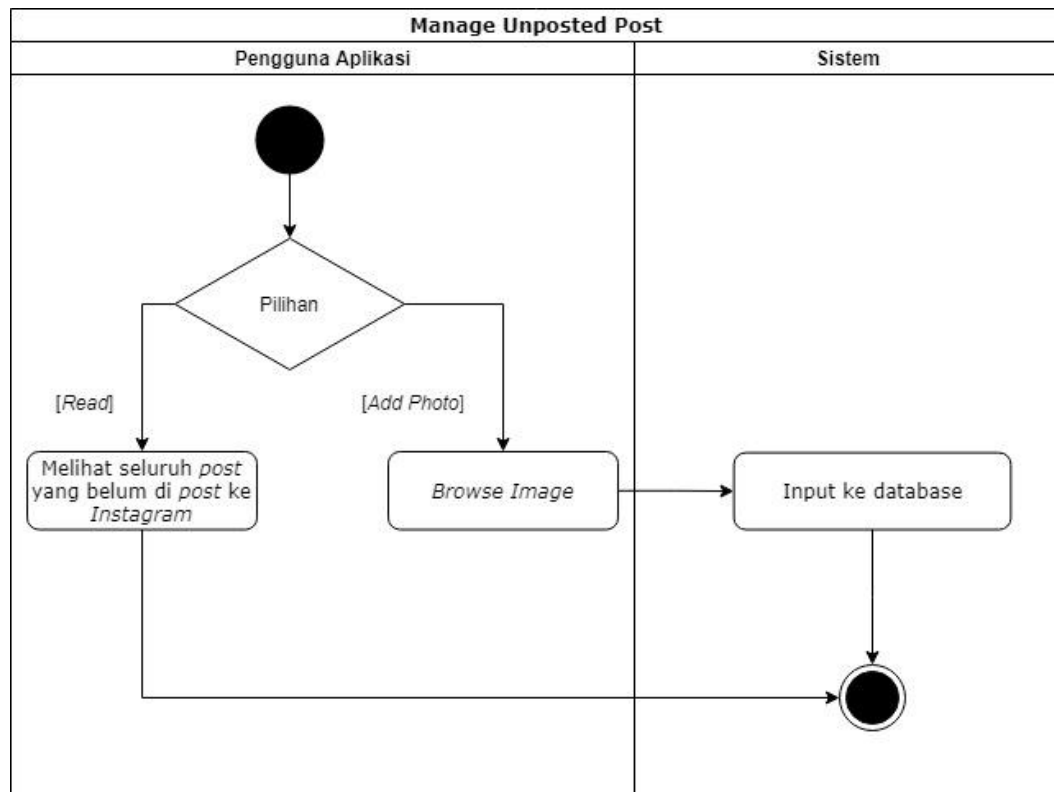 Manage Unposted Post
Pengguna Aplikasi
Sistem
Pilihan
[Read]
[Add Photo]
Melihat seluruh post
yang belum di post ke
Instagram
Browse Image
Input ke database